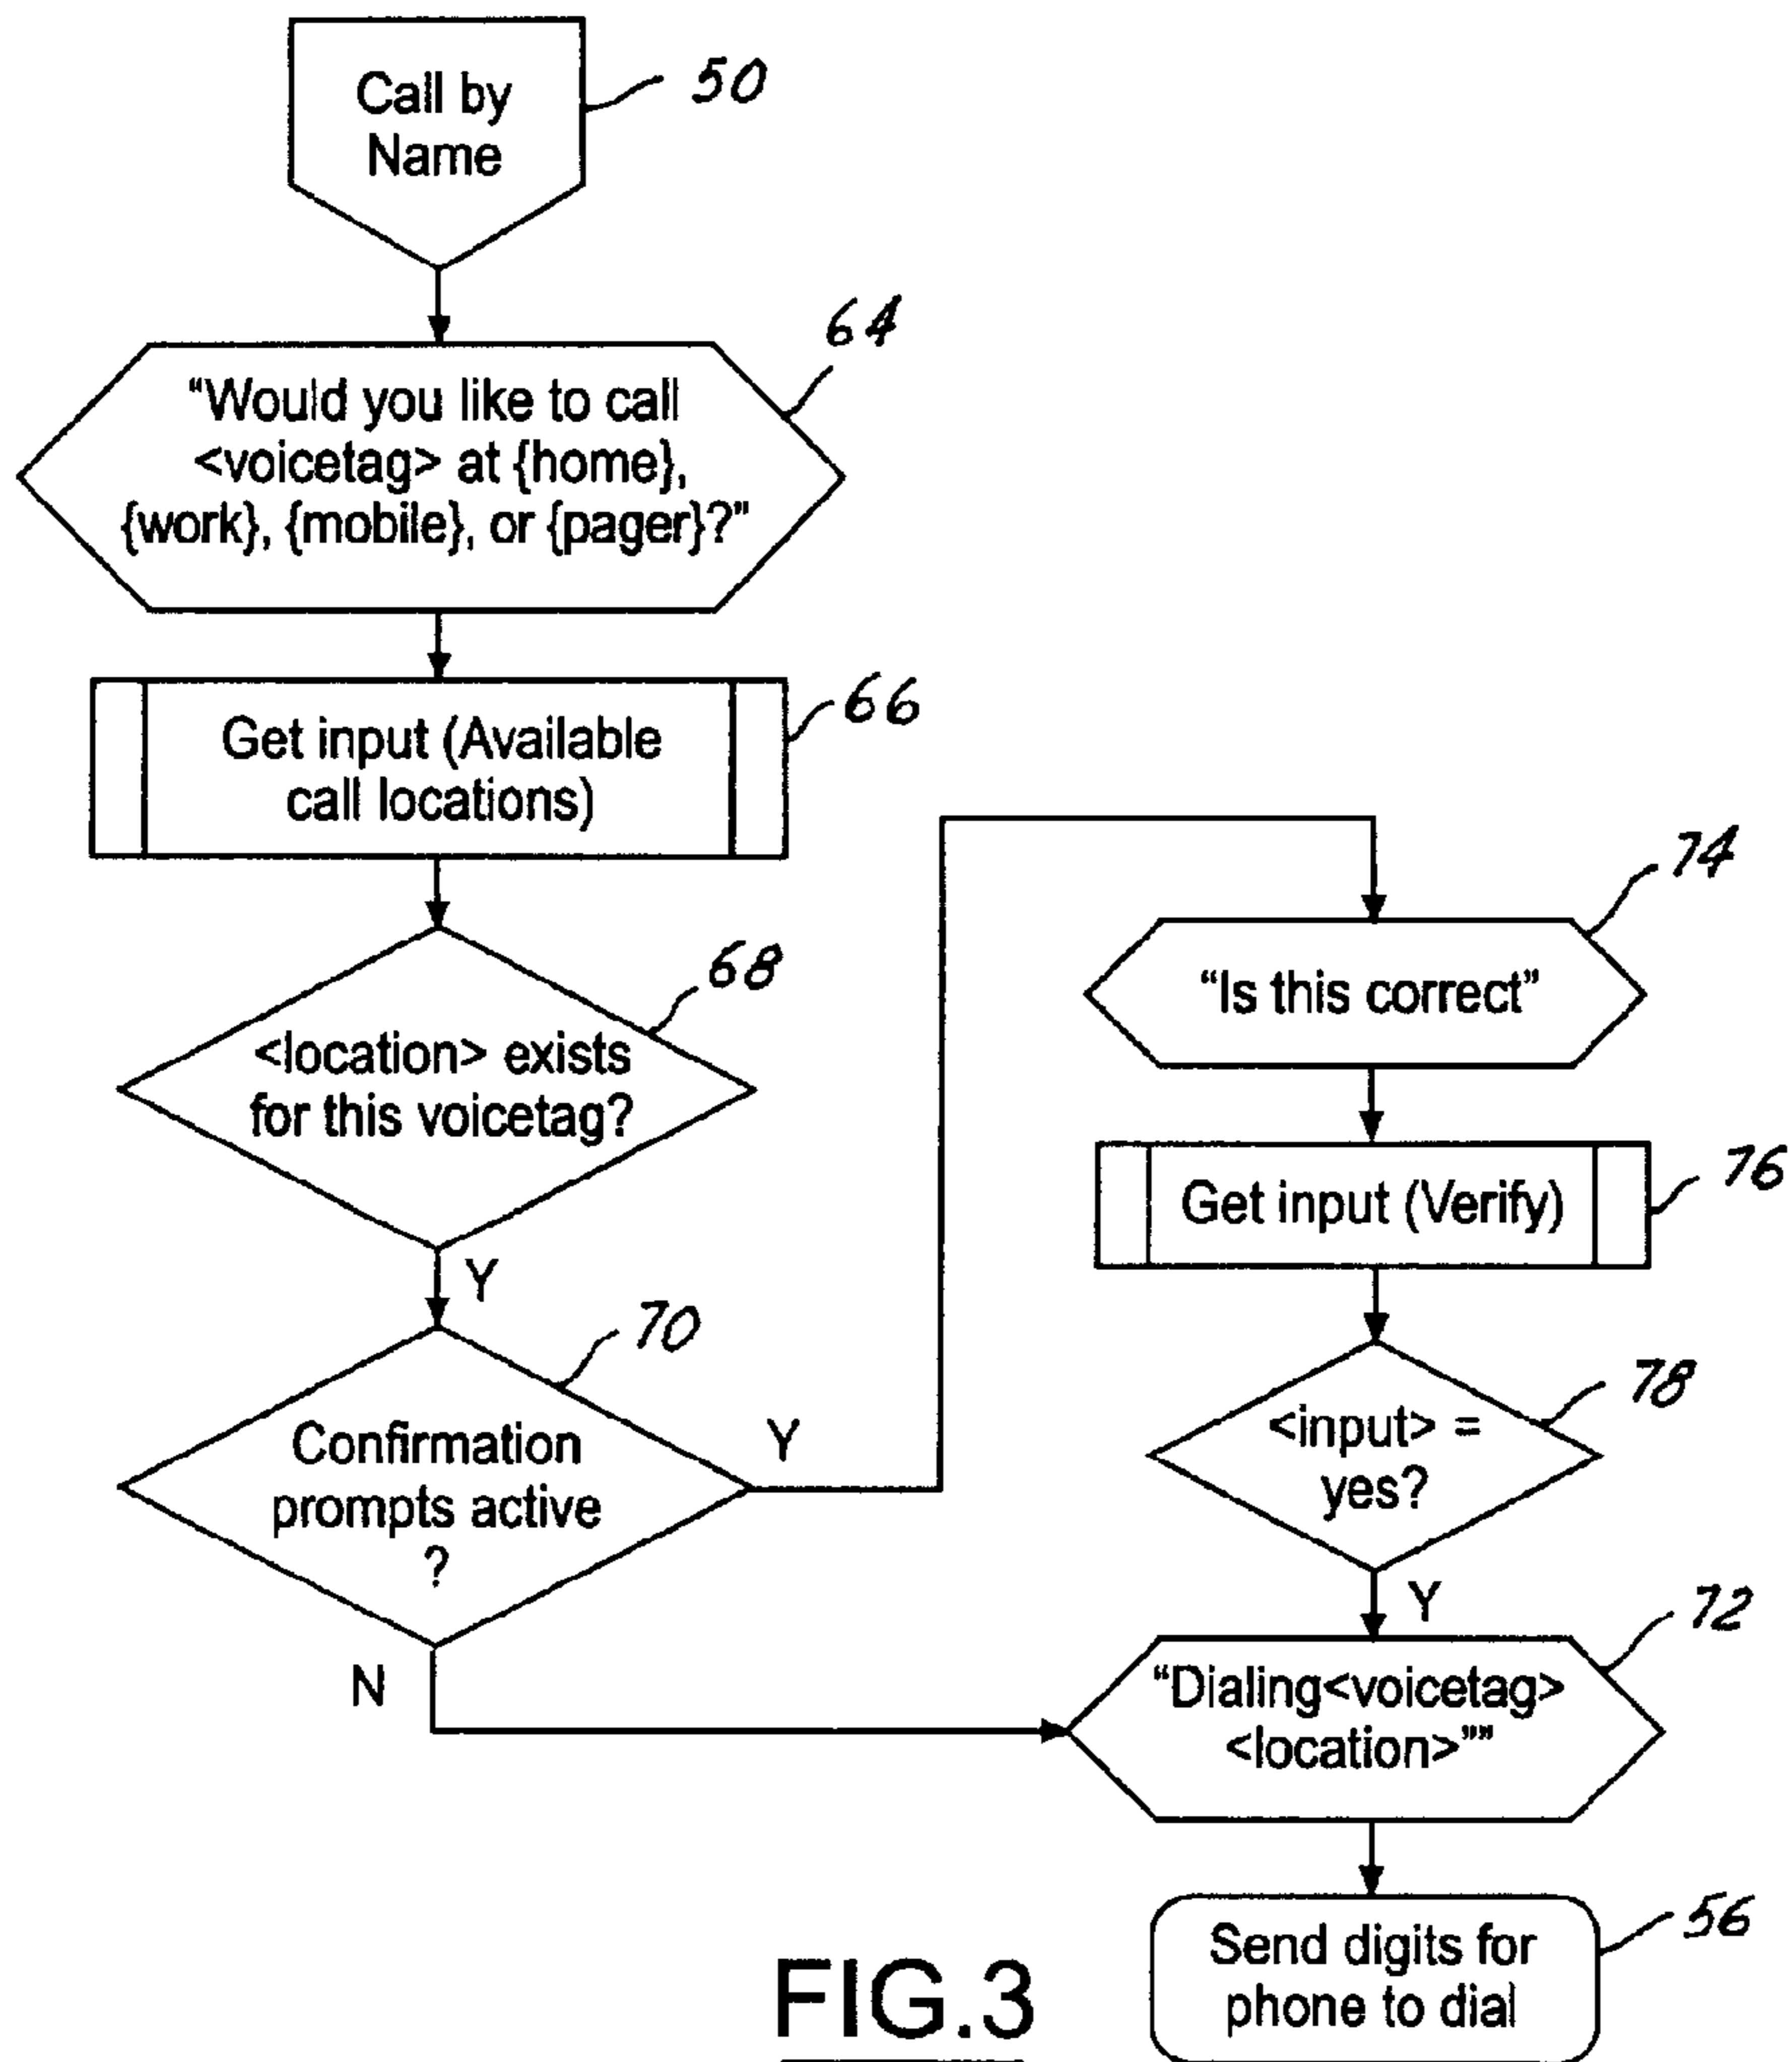 Call by
Name
50
64
“Would you like to call
<voicetag> at {home},
{work}, {mobile}, or {pager}?”
66
Get input (Available
call locations)
68
<location> exists
for this voicetag?
Y
70
Confirmation
prompts active
?
Y
N
74
“Is this correct”
76
Get input (Verify)
78
<input> =
yes?
Y
72
“Dialing<voicetag>
<location>””
56
Send digits for
phone to dial
FIG.3